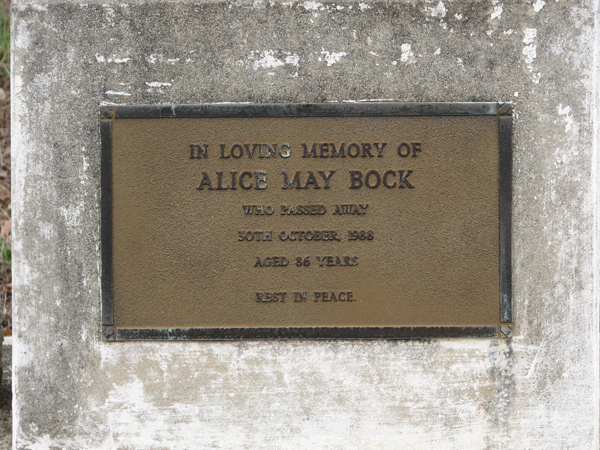 IN LOVING MEMORY OF
ALICE MAY BOCK
WHO PASSED AWAY
30TH OCTOBER, 1988
AGED 86 YEARS
REST IN PEACE.